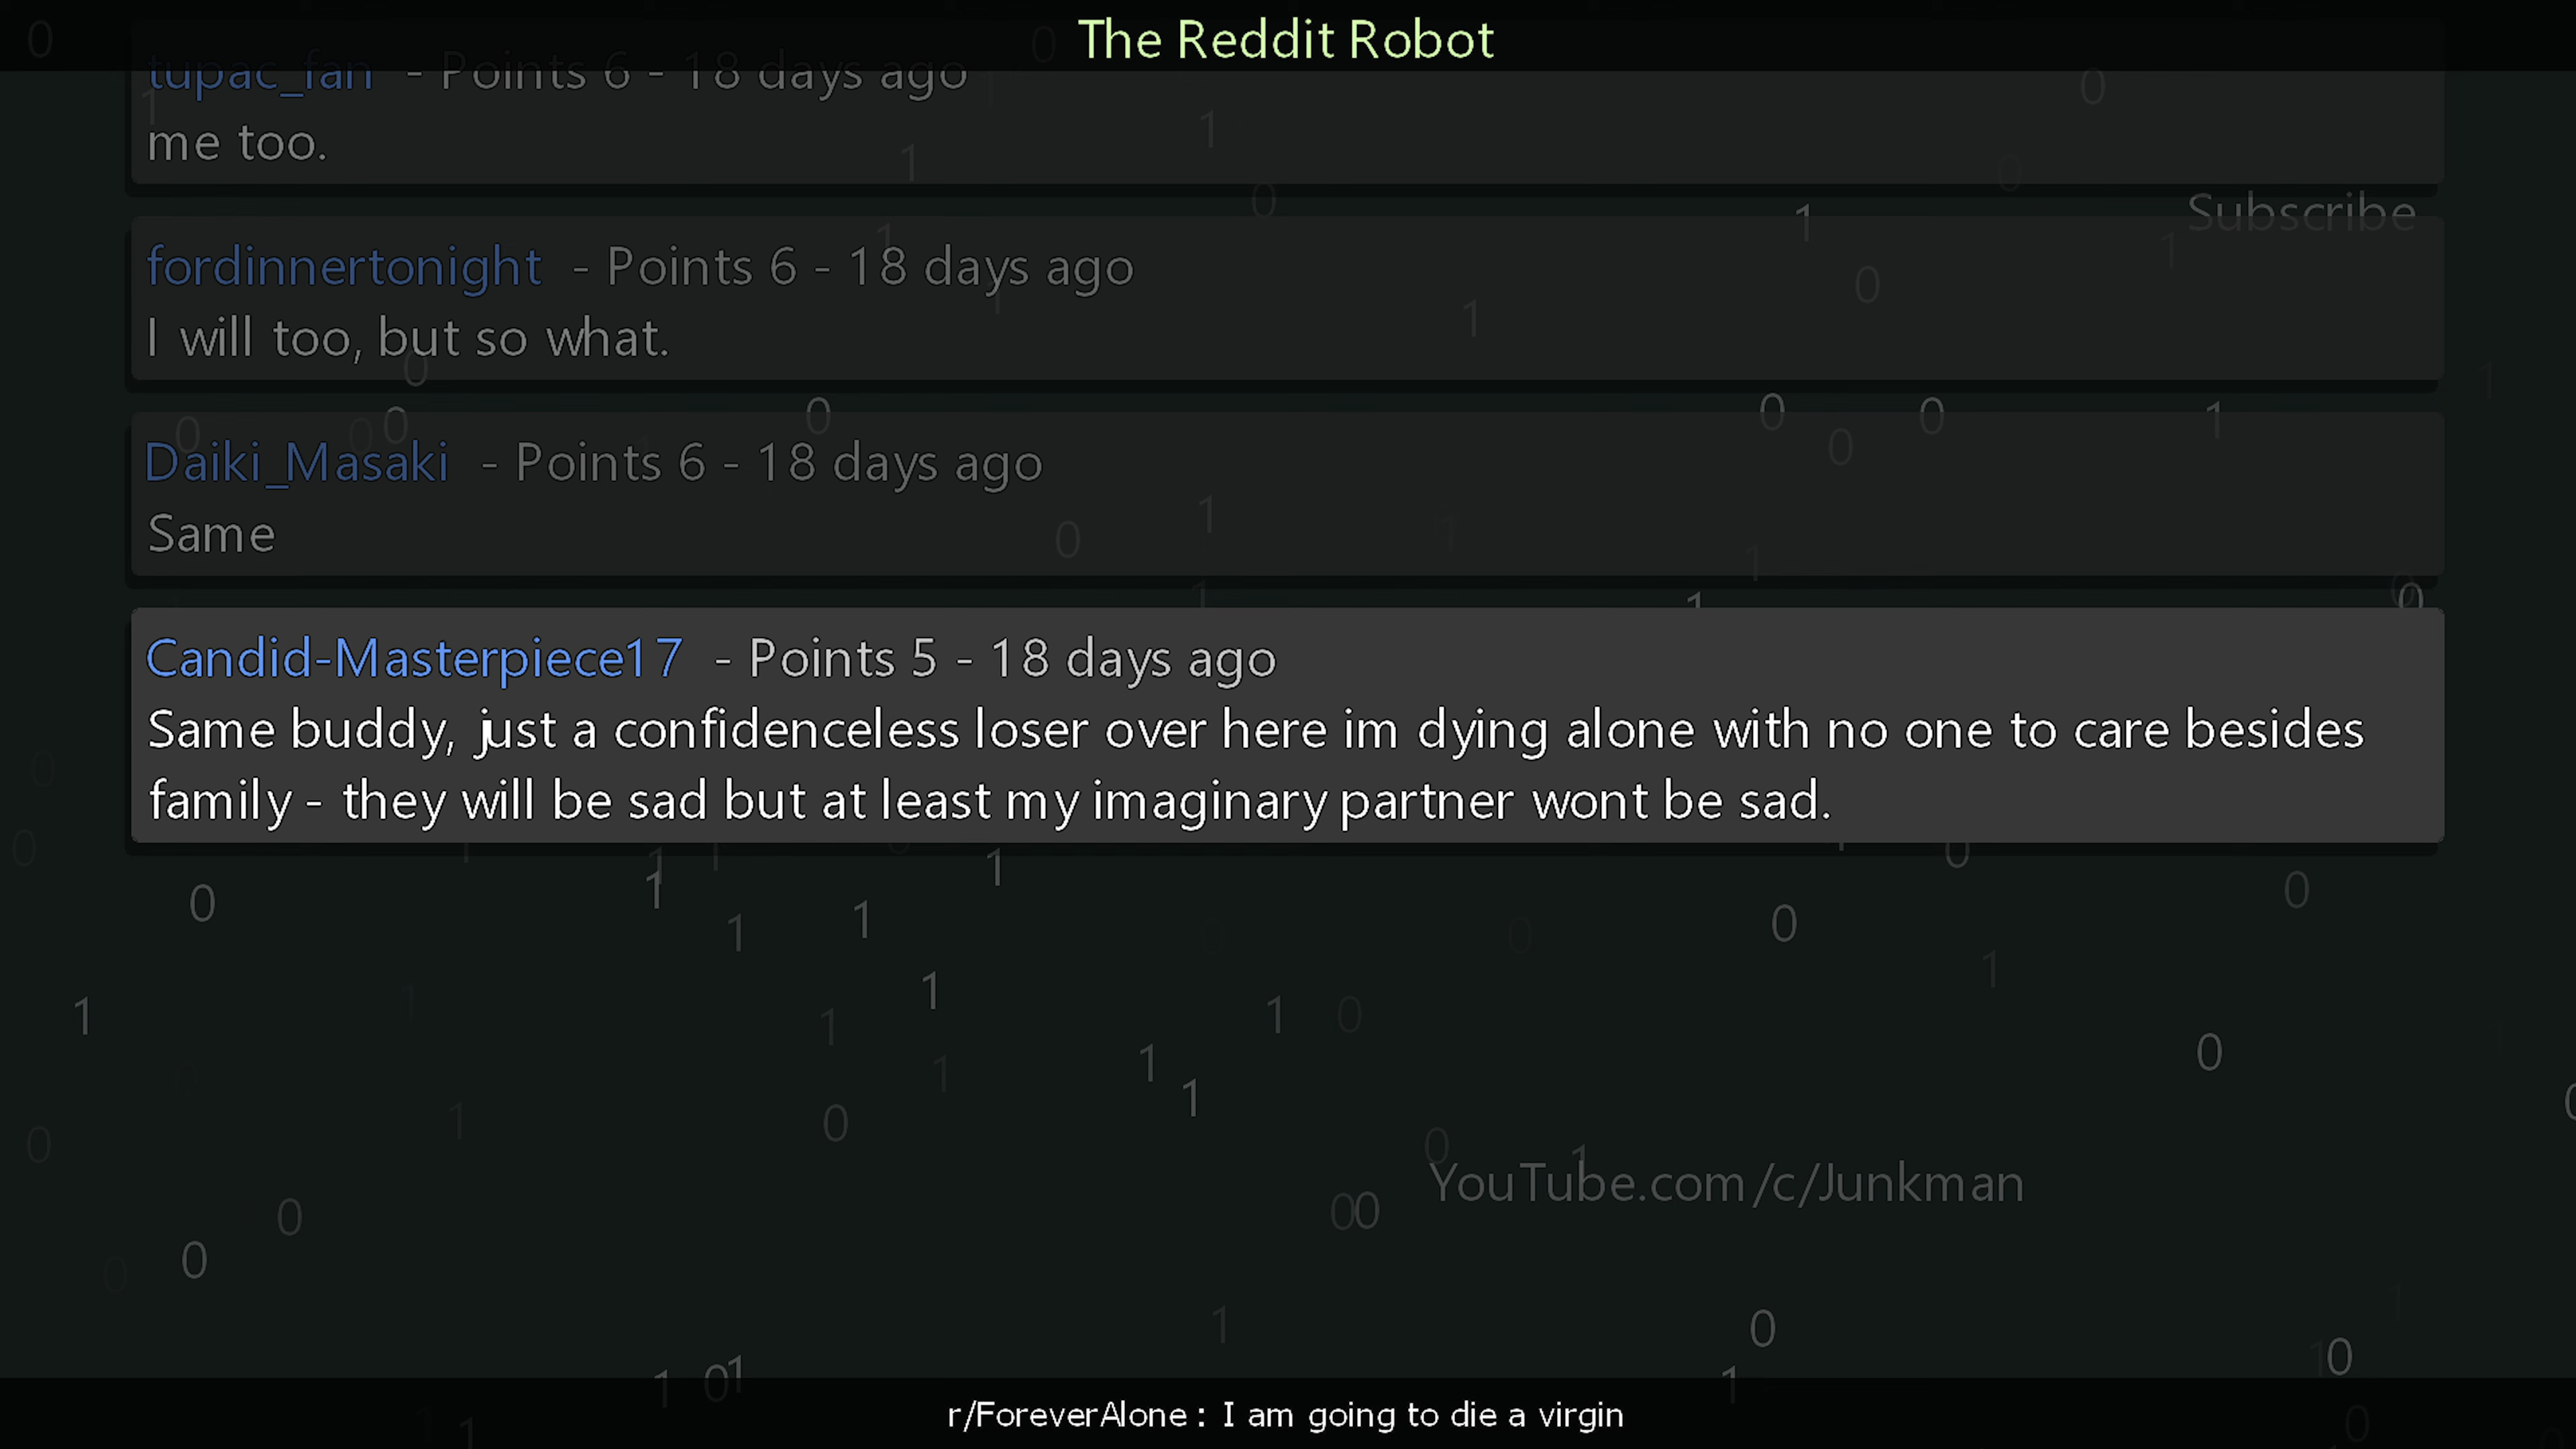 The Reddit Robot
tupac_fan - Points 6 - 18 days ago
me too.
Subscribe
fordinnertonight - Points 6 - 18 days ago
I will too, but so what.
Daiki_Masaki - Points 6 - 18 days ago
Same
Candid-Masterpiece17 - Points 5 - 18 days ago
Same buddy, just a confidenceless loser over here im dying alone with no one to care besides
family - they will be sad but at least my imaginary partner wont be sad.
YouTube.com/c/Junkman
r/ForeverAlone : I am going to die a virgin